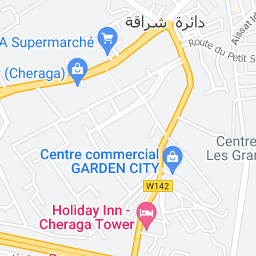 دائرة شراقة
A Supermarché
(Cheraga)
Route du Petit S
Aissat Id
Centre commercial
GARDEN CITY
Centre
Les Gran
W142
Holiday Inn -
Cheraga Tower